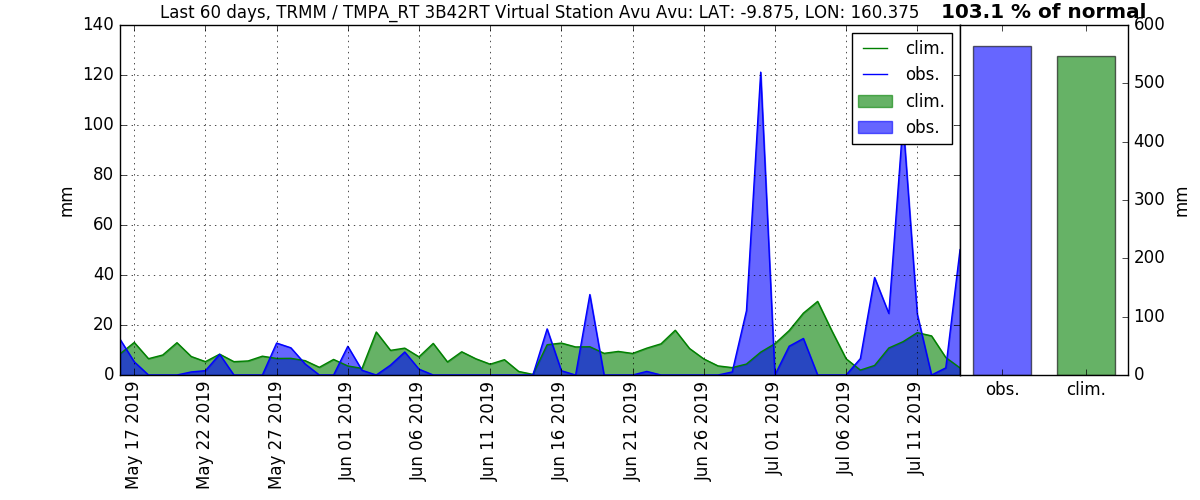 Last 60 days, TRMM / TMPA_RT 3B42RT Virtual Station Avu Avu: LAT: -9.875, LON: 160.375
103.1 % of normal
140
120
100
80
60
40
20
0
mm
May 17 2019
May 22 2019
May 27 2019
Jun 01 2019
Jun 06 2019
Jun 11 2019
Jun 16 2019
Jun 21 2019
Jun 26 2019
Jul 01 2019
Jul 06 2019
Jul 11 2019
clim.
obs.
clim.
obs.
600
500
400
300
200
100
0
mm
obs.
clim.